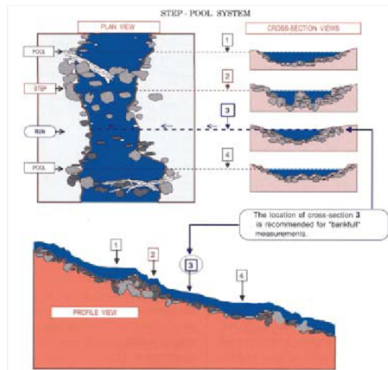 STEP - POOL SYSTEM
PLAN VIEW
CROSS-SECTION VIEWS
POOL
STEP
RUN
POOL
1
2
3
4
The location of cross-section 3
is recommended for "bankfull"
measurements.
1
2
3
4
PROFILE VIEW